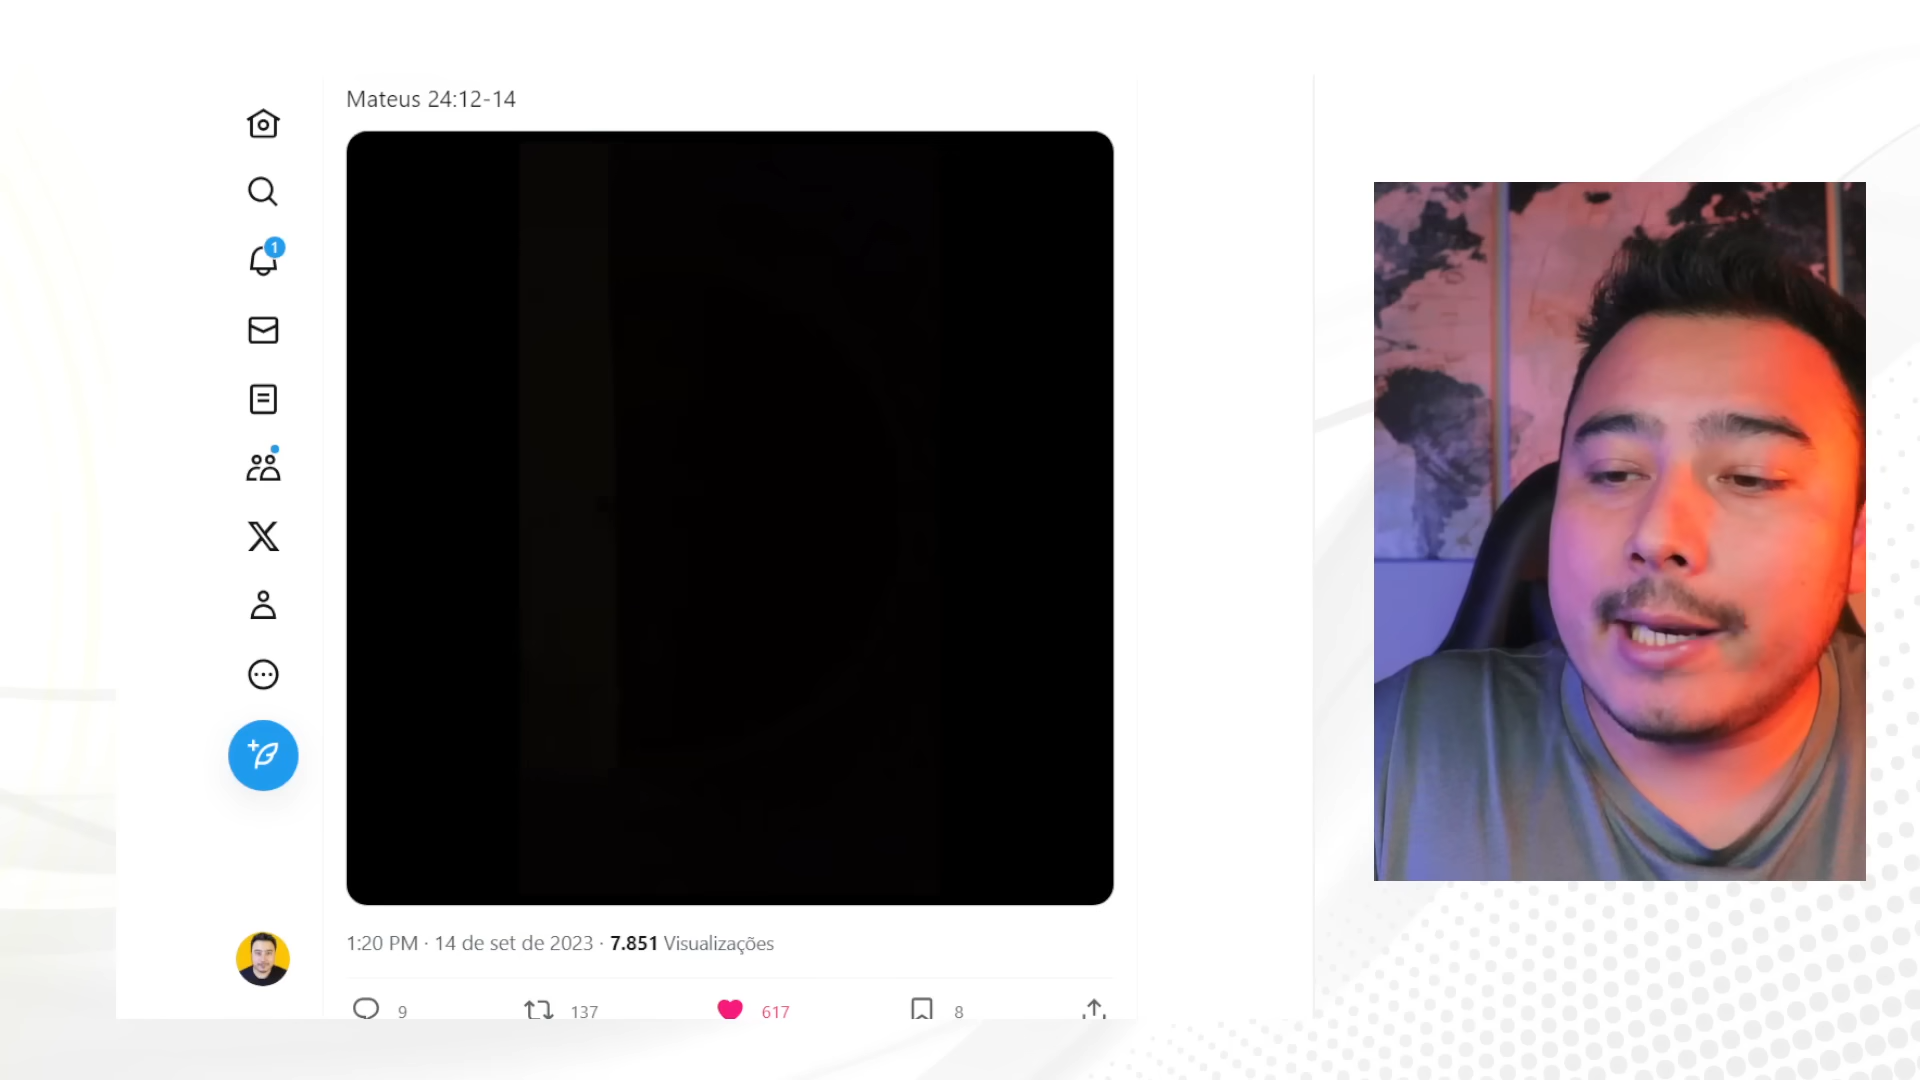 Mateus 24:12-14
1
1:20 PM · 14 de set de 2023 · 7.851 Visualizações
9 137 617 8